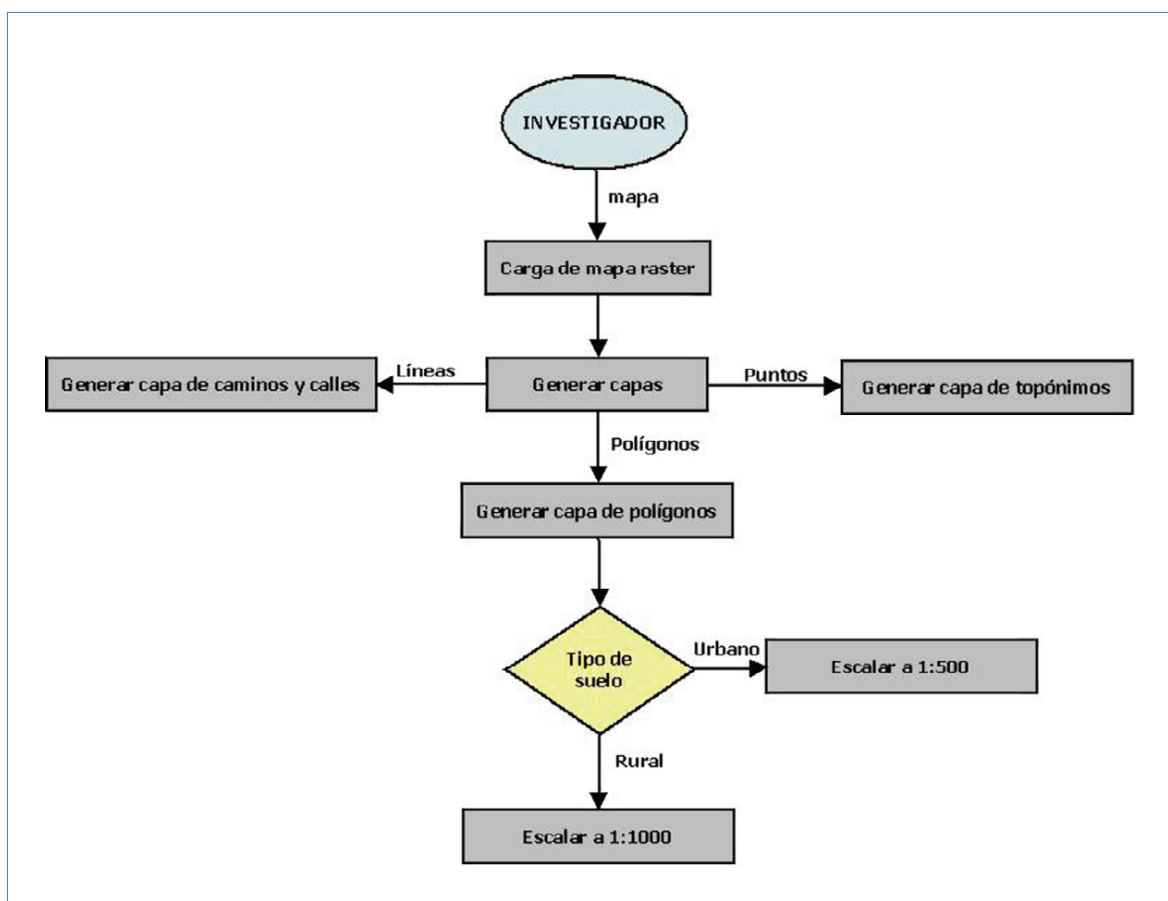 INVESTIGADOR
mapa
Carga de mapa raster
Generar capa de caminos y calles
Líneas
Generar capas
Puntos
Generar capa de topónimos
Polígonos
Generar capa de polígonos
Tipo de
suelo
Urbano
Escalar a 1:500
Rural
Escalar a 1:1000